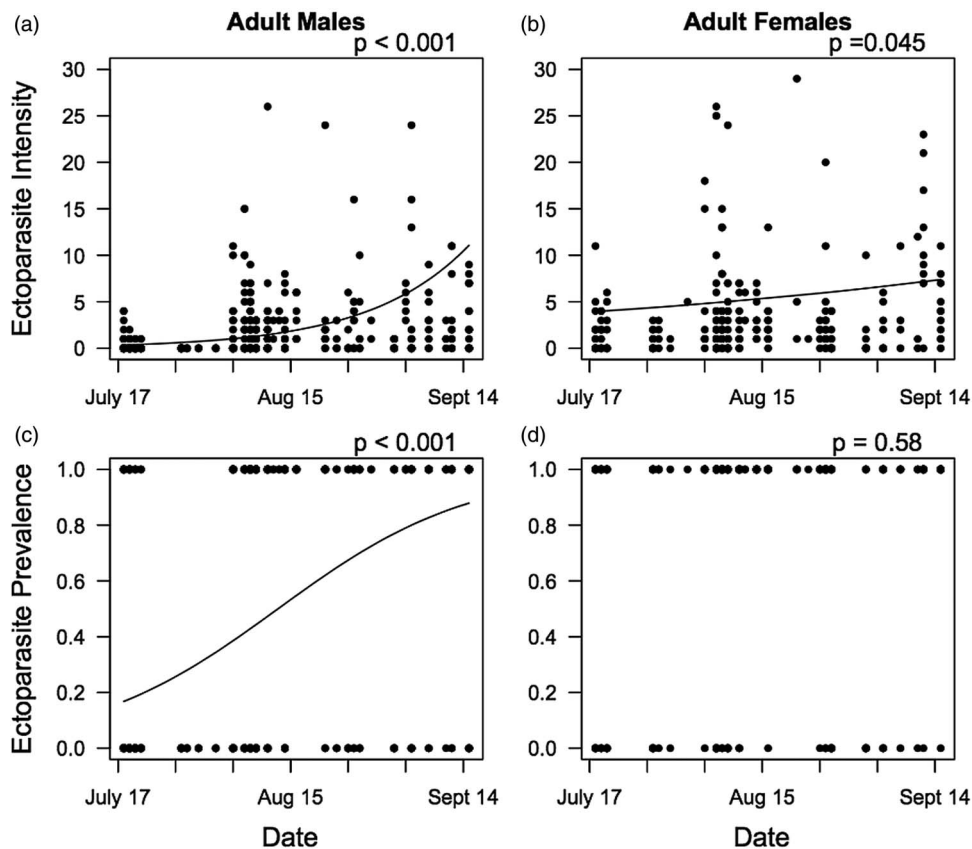 (a)
Adult Males
p < 0.001
Ectoparasite Intensity
30
25
20
15
10
5
0
July 17
Aug 15
Sept 14
(b)
Adult Females
p =0.045
30
25
20
15
10
5
0
July 17
Aug 15
Sept 14
(c)
p < 0.001
Ectoparasite Prevalence
1.0
0.8
0.6
0.4
0.2
0.0
July 17
Aug 15
Sept 14
Date
(d)
p = 0.58
1.0
0.8
0.6
0.4
0.2
0.0
July 17
Aug 15
Sept 14
Date